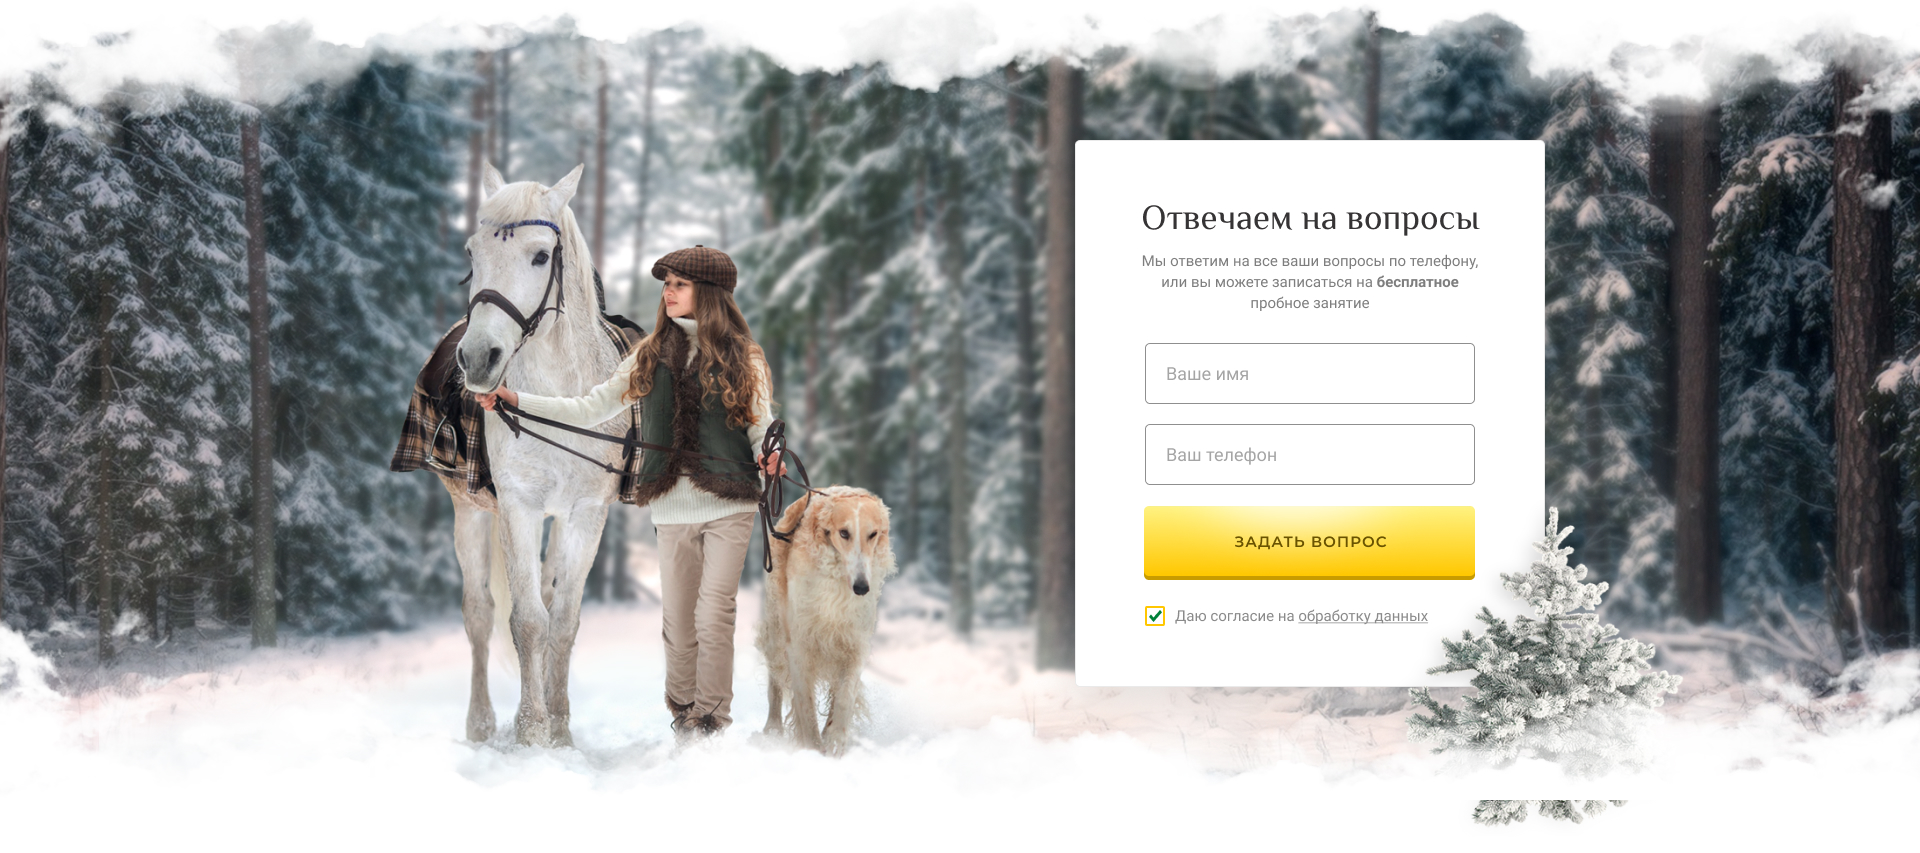 Отвечаем на вопросы
Мы ответим на все ваши вопросы по телефону,
или вы можете записаться на бесплатное
пробное занятие
Ваше имя
Ваш телефон
ЗАДАТЬ ВОПРОС
Даю согласие на обработку данных